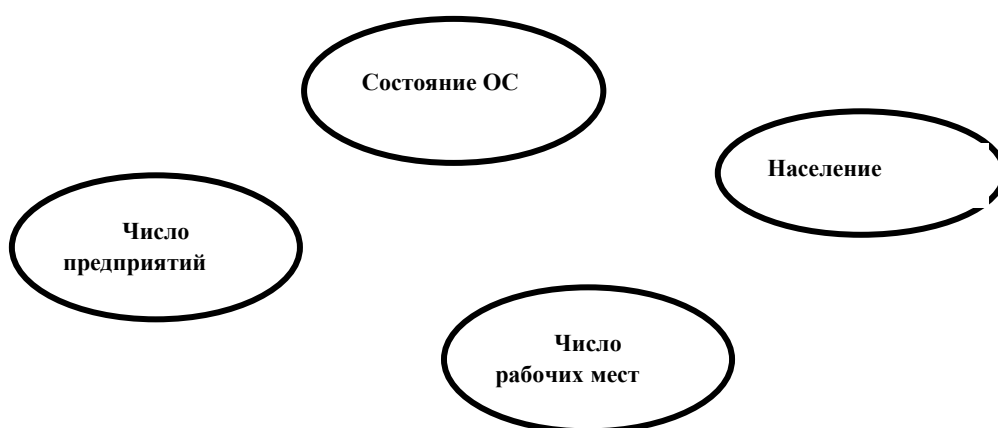 Состояние ОС
Население
Число
предприятий
Число
рабочих мест